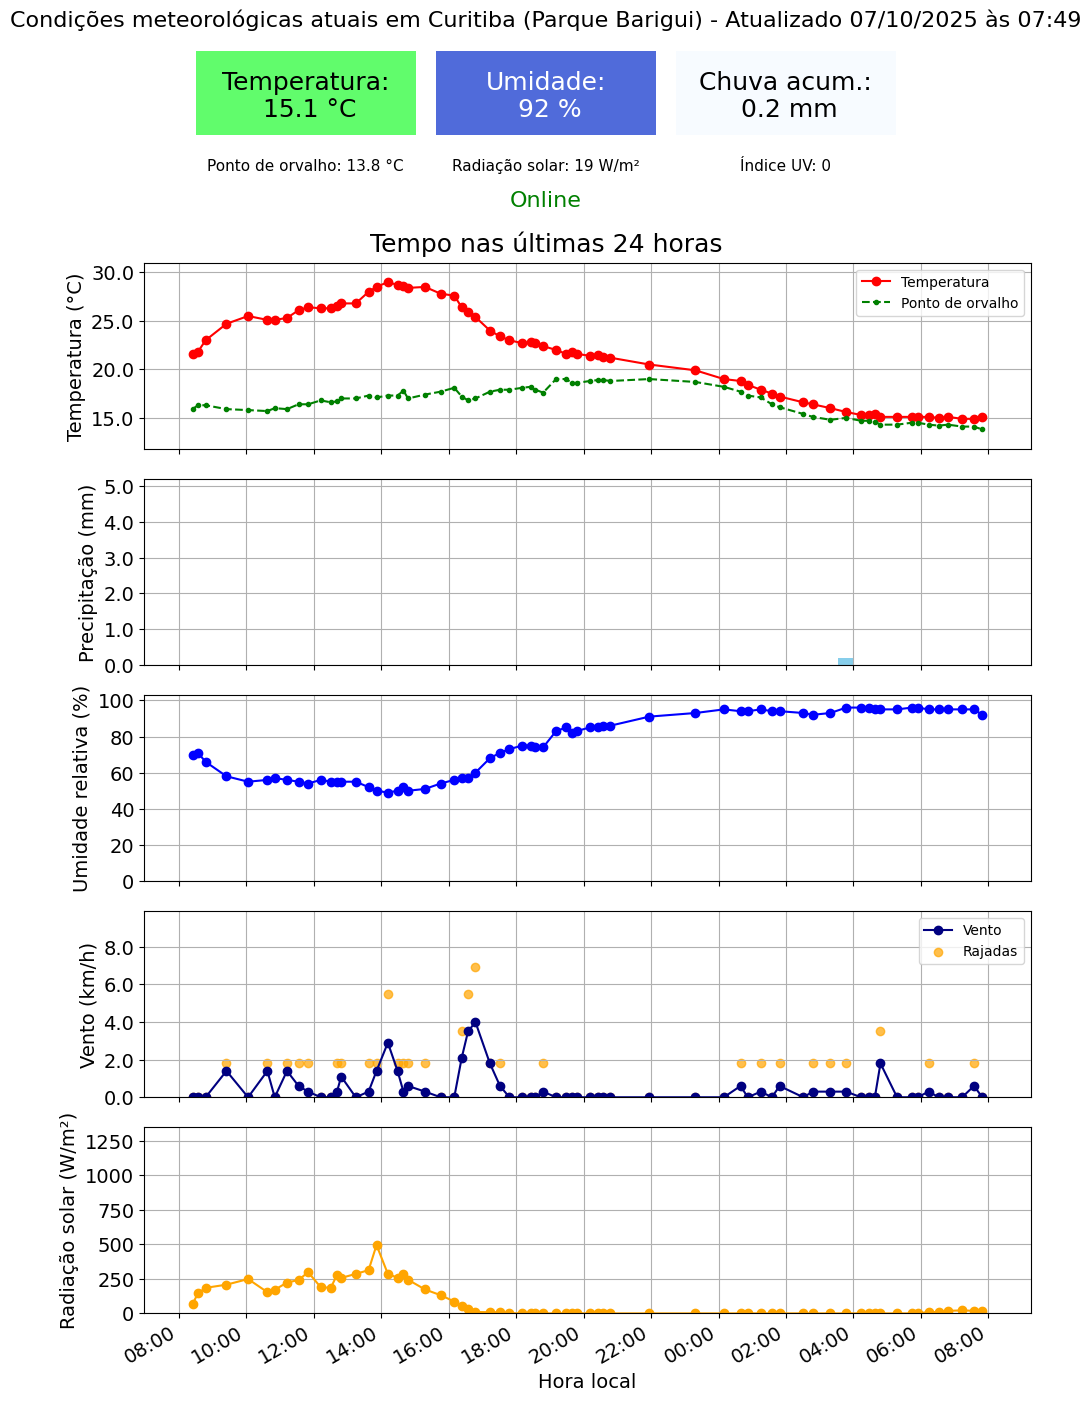 Condições meteorológicas atuais em Curitiba (Parque Barigui) - Atualizado 07/10/2025 às 07:49
Temperatura:
15.1 °C
Umidade:
92 %
Chuva acum.:
0.2 mm
Ponto de orvalho: 13.8 °C
Radiação solar: 19 W/m²
Índice UV: 0
Online
Tempo nas últimas 24 horas
Temperatura (°C)
30.0
25.0
20.0
15.0
Temperatura
Ponto de orvalho
Precipitação (mm)
5.0
4.0
3.0
2.0
1.0
0.0
Umidade relativa (%)
100
80
60
40
20
0
Vento (km/h)
8.0
6.0
4.0
2.0
0.0
Vento
Rajadas
Radiação solar (W/m²)
1250
1000
750
500
250
0
08:00
10:00
12:00
14:00
16:00
18:00
20:00
22:00
00:00
02:00
04:00
06:00
08:00
Hora local